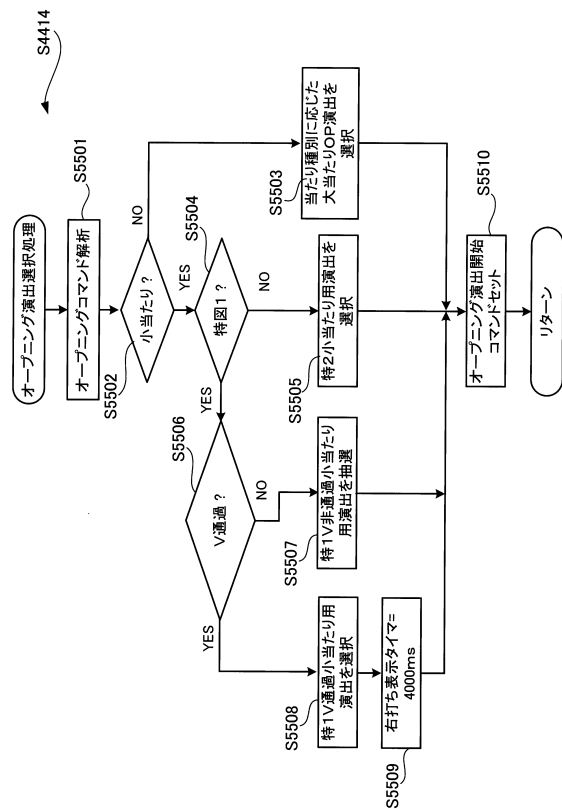 S4414
オープニング演出選択処理
オープニングコマンド解析
S5501
小当たり？
S5502
NO
YES
当たり種別に応じた
大当たりOP演出を
選択
S5503
特図1？
S5504
NO
YES
特2小当たり用演出を
選択
S5505
V通過？
S5506
NO
YES
特1V非通過小当たり
用演出を抽選
S5507
特1V通過小当たり用
演出を選択
S5508
右打ち表示タイマ=
4000ms
S5509
オープニング演出開始
コマンドセット
S5510
リターン